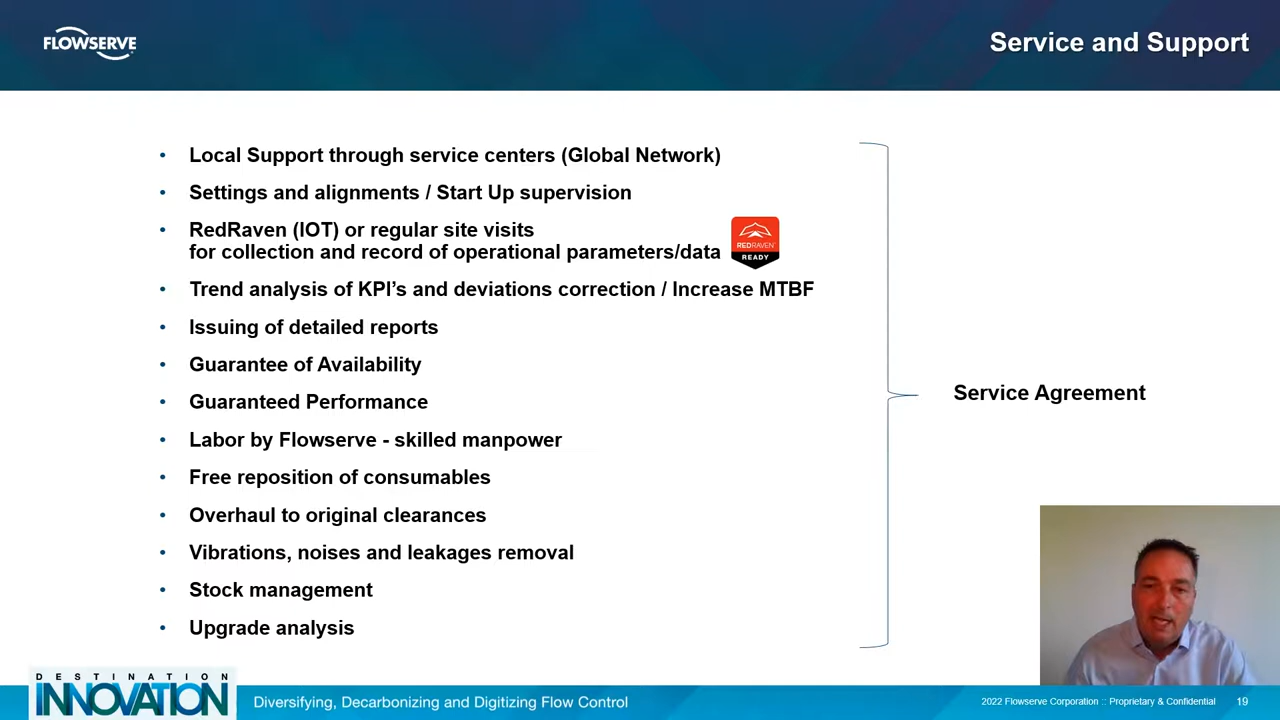 FLOWSERVE
Service and Support
• Local Support through service centers (Global Network)
• Settings and alignments / Start Up supervision
• RedRaven (IOT) or regular site visits
for collection and record of operational parameters/data
REDRAVEN
READY
• Trend analysis of KPI’s and deviations correction / Increase MTBF
• Issuing of detailed reports
• Guarantee of Availability
• Guaranteed Performance
• Labor by Flowserve - skilled manpower
• Free reposition of consumables
• Overhaul to original clearances
• Vibrations, noises and leakages removal
• Stock management
• Upgrade analysis
Service Agreement
DESTINATION
INNOVATION
Diversifying, Decarbonizing and Digitizing Flow Control
2022 Flowserve Corporation :: Proprietary & Confidential
19